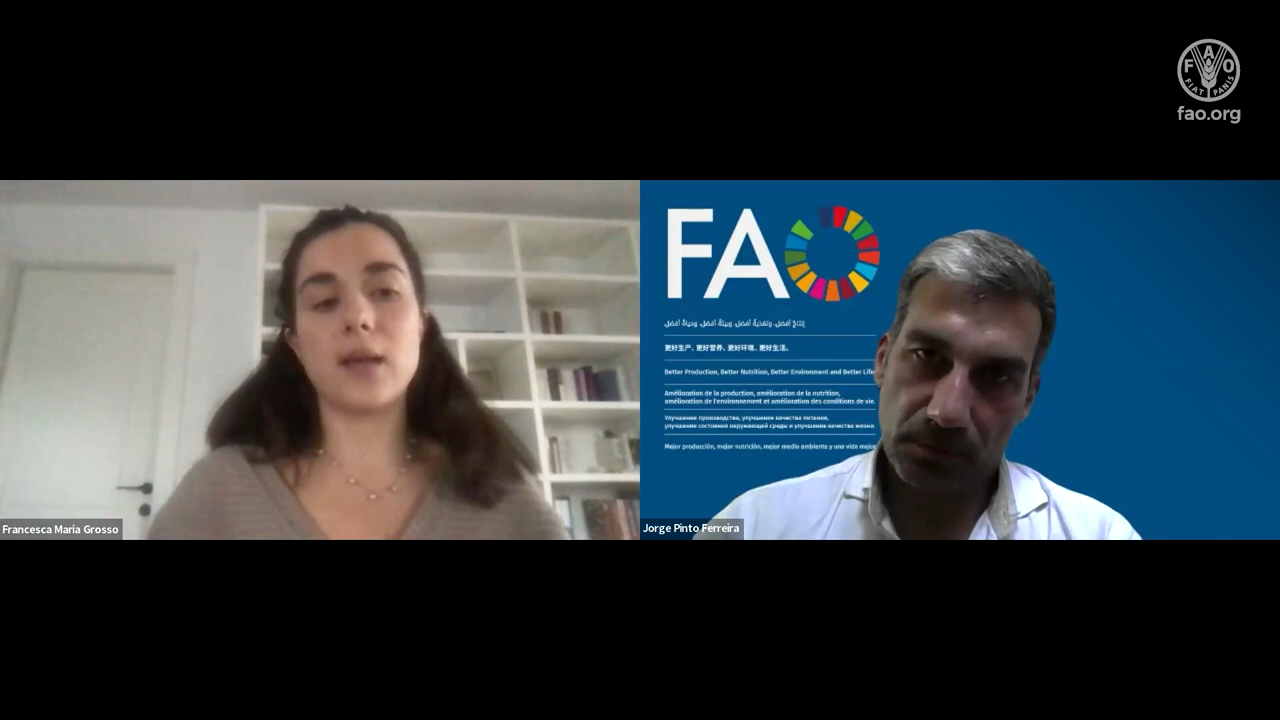 FAO
FIAT PANIS
fao.org
FAO
إنتاج أفضل، وتغذية أفضل، وبيئة أفضل، وحياة أفضل
更好生产、更好营养、更好环境、更好生活。
Better Production, Better Nutrition, Better Environment and Better Life
Amélioration de la production, amélioration de la nutrition,
amélioration de l'environnement et amélioration des conditions de vie.
Улучшение производства, улучшение качества питания,
улучшение состояния окружающей среды и улучшение качества жизни.
Mejor producción, mejor nutrición, mejor medio ambiente y una vida mejor
Francesca Maria Grosso
Jorge Pinto Ferreira